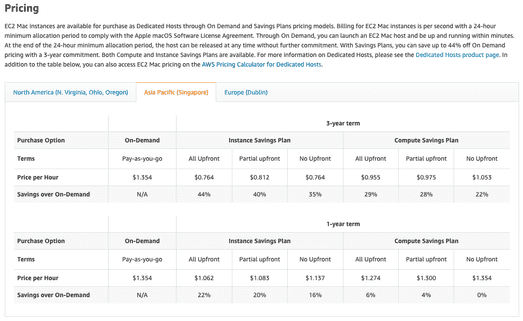 Pricing
EC2 Mac instances are available for purchase as Dedicated Hosts through On Demand and Savings Plans pricing models. Billing for EC2 Mac instances is per second with a 24-hour
minimum allocation period to comply with the Apple macOS Software License Agreement. Through On Demand, you can launch an EC2 Mac host and be up and running within minutes.
At the end of the 24-hour minimum allocation period, the host can be released at any time without further commitment. With Savings Plans, you can save up to 44% off On Demand
pricing with a 3-year commitment. Both Compute and Instance Savings Plans are available. For more information on Dedicated Hosts, please see the Dedicated Hosts product page. In
addition to the table below, you can also access EC2 Mac pricing on the AWS Pricing Calculator for Dedicated Hosts.
North America (N. Virginia, Ohio, Oregon) Asia Pacific (Singapore) Europe (Dublin)
3-year term
Purchase Option On-Demand Instance Savings Plan Compute Savings Plan
Terms Pay-as-you-go All Upfront Partial upfront No Upfront All Upfront Partial upfront No Upfront
Price per Hour $1.354 $0.764 $0.812 $0.764 $0.955 $0.975 $1.053
Savings over On-Demand N/A 44% 40% 35% 29% 28% 22%
1-year term
Purchase Option On-Demand Instance Savings Plan Compute Savings Plan
Terms Pay-as-you-go All Upfront Partial upfront No Upfront All Upfront Partial upfront No Upfront
Price per Hour $1.354 $1.062 $1.083 $1.137 $1.274 $1.300 $1.354
Savings over On-Demand N/A 22% 20% 16% 6% 4% 0%